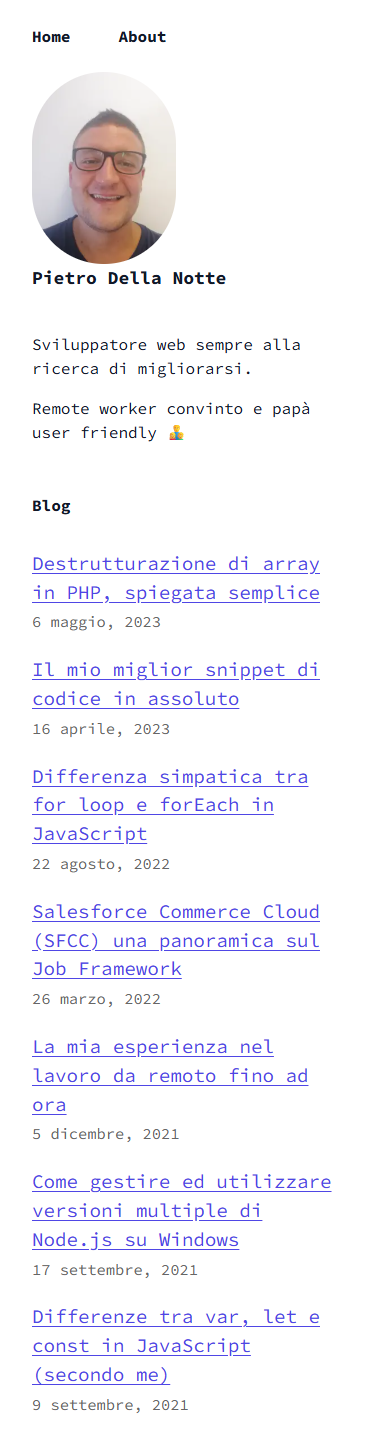 Home About
Pietro Della Notte
Sviluppatore web sempre alla
ricerca di migliorarsi.
Remote worker convinto e papà
user friendly 👨‍🍼
Blog
Destrutturazione di array
in PHP, spiegata semplice
6 maggio, 2023
Il mio miglior snippet di
codice in assoluto
16 aprile, 2023
Differenza simpatica tra
for loop e forEach in
JavaScript
22 agosto, 2022
Salesforce Commerce Cloud
(SFCC) una panoramica sul
Job Framework
26 marzo, 2022
La mia esperienza nel
lavoro da remoto fino ad
ora
5 dicembre, 2021
Come gestire ed utilizzare
versioni multiple di
Node.js su Windows
17 settembre, 2021
Differenze tra var, let e
const in JavaScript
(secondo me)
9 settembre, 2021